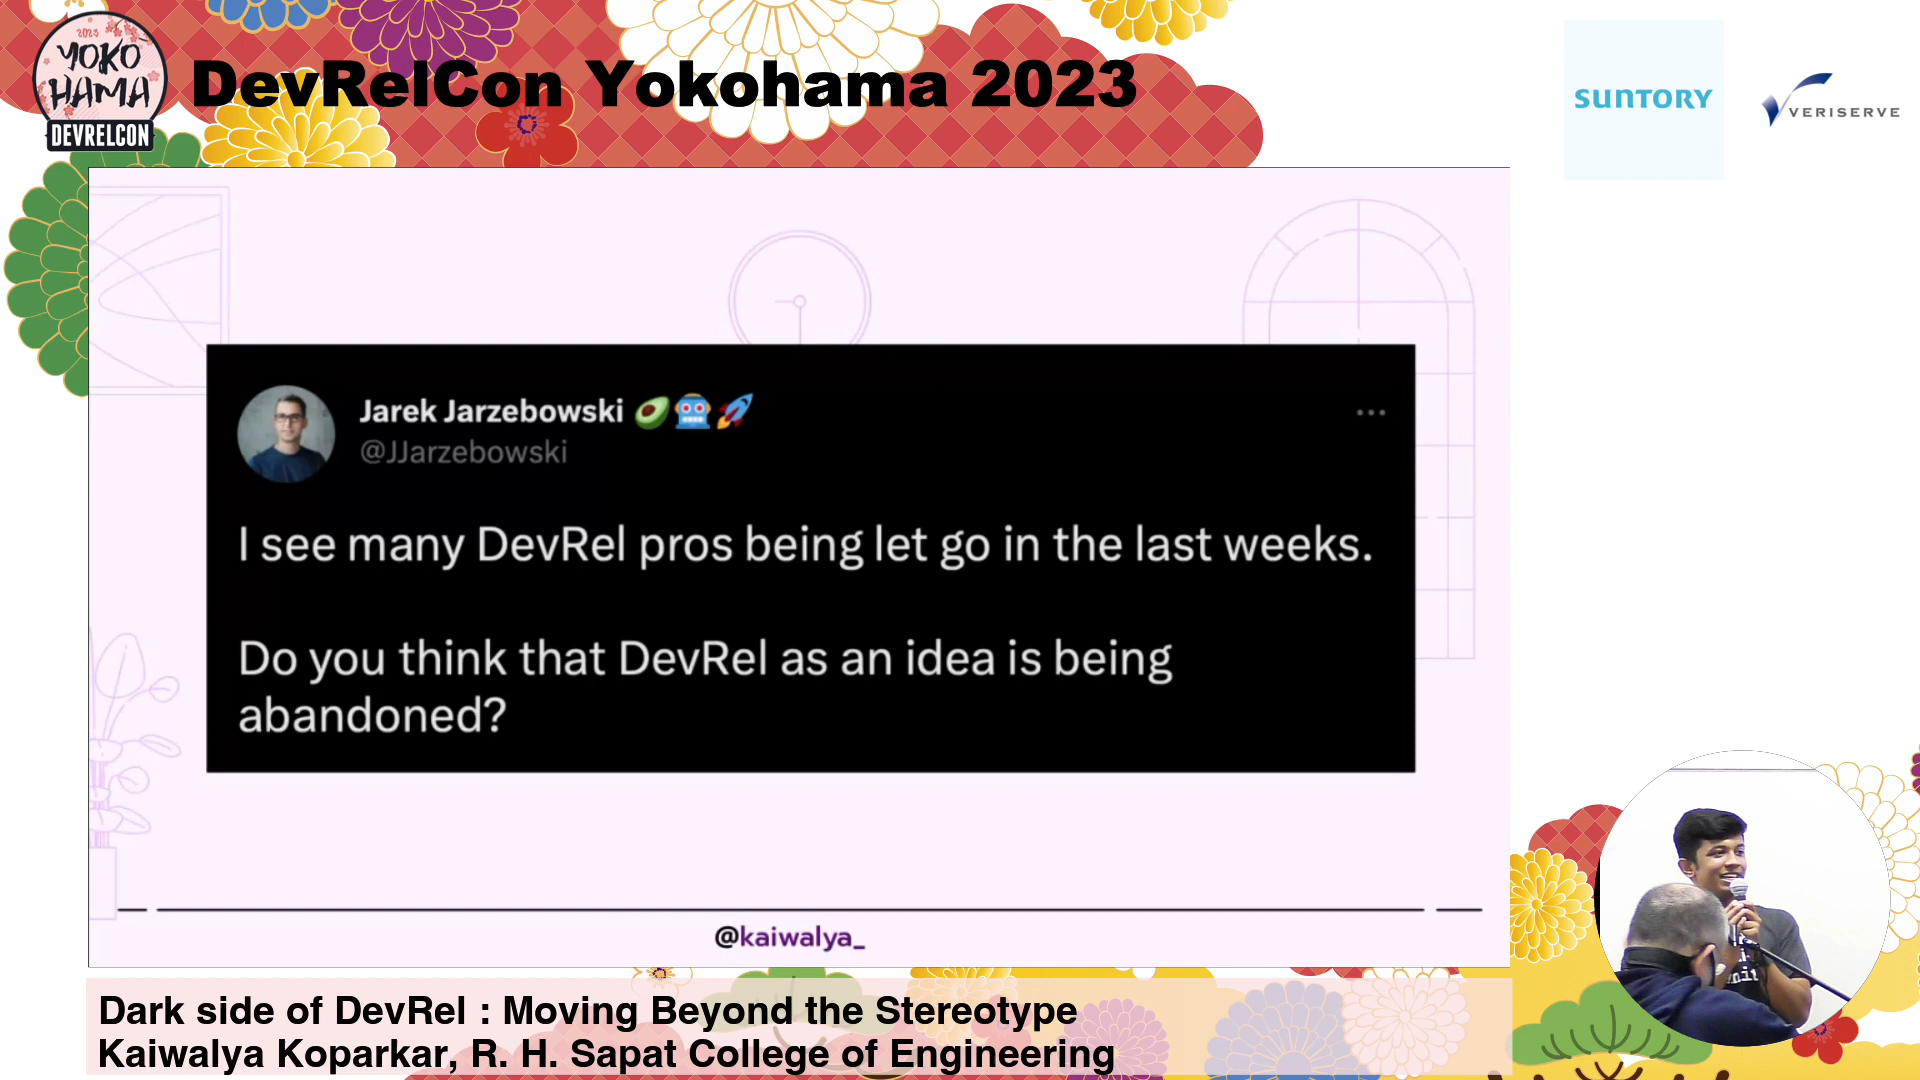 2023
YOKO
HAMA
DEVRELCON
DevRelCon Yokohama 2023
SUNTORY
VERISERVE
Jarek Jarzebowski 🥑🤖🚀
@JJarzebowski
I see many DevRel pros being let go in the last weeks.
Do you think that DevRel as an idea is being
abandoned?
@kaiwalya_
Dark side of DevRel : Moving Beyond the Stereotype
Kaiwalya Koparkar, R. H. Sapat College of Engineering